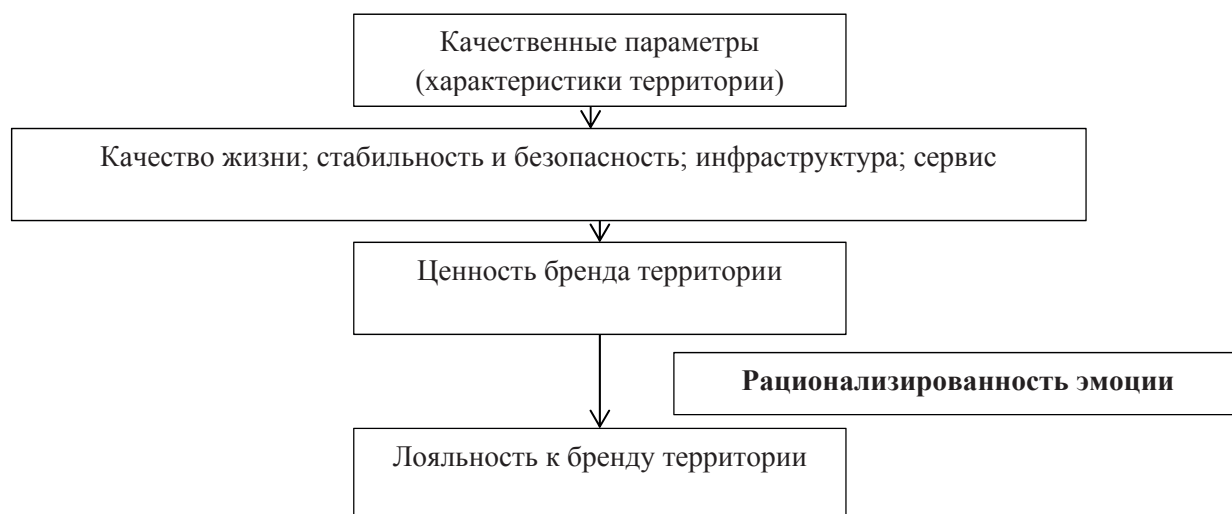 Качественные параметры
(характеристики территории)
Качество жизни; стабильность и безопасность; инфраструктура; сервис
Ценность бренда территории
Рационализированность эмоции
Лояльность к бренду территории